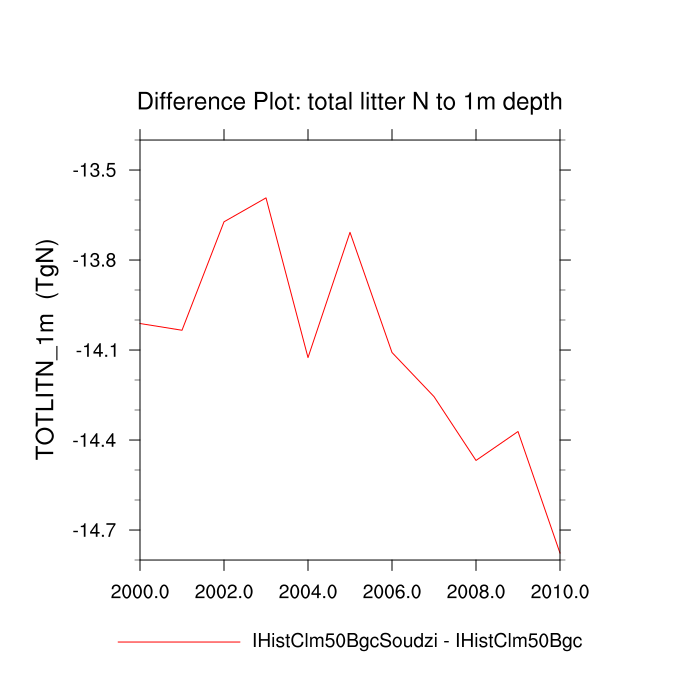 Difference Plot: total litter N to 1m depth
TOTLITN_1m (TgN)
-13.5
-13.8
-14.1
-14.4
-14.7
2000.0 2002.0 2004.0 2006.0 2008.0 2010.0
IHistClm50BgcSoudzi - IHistClm50Bgc